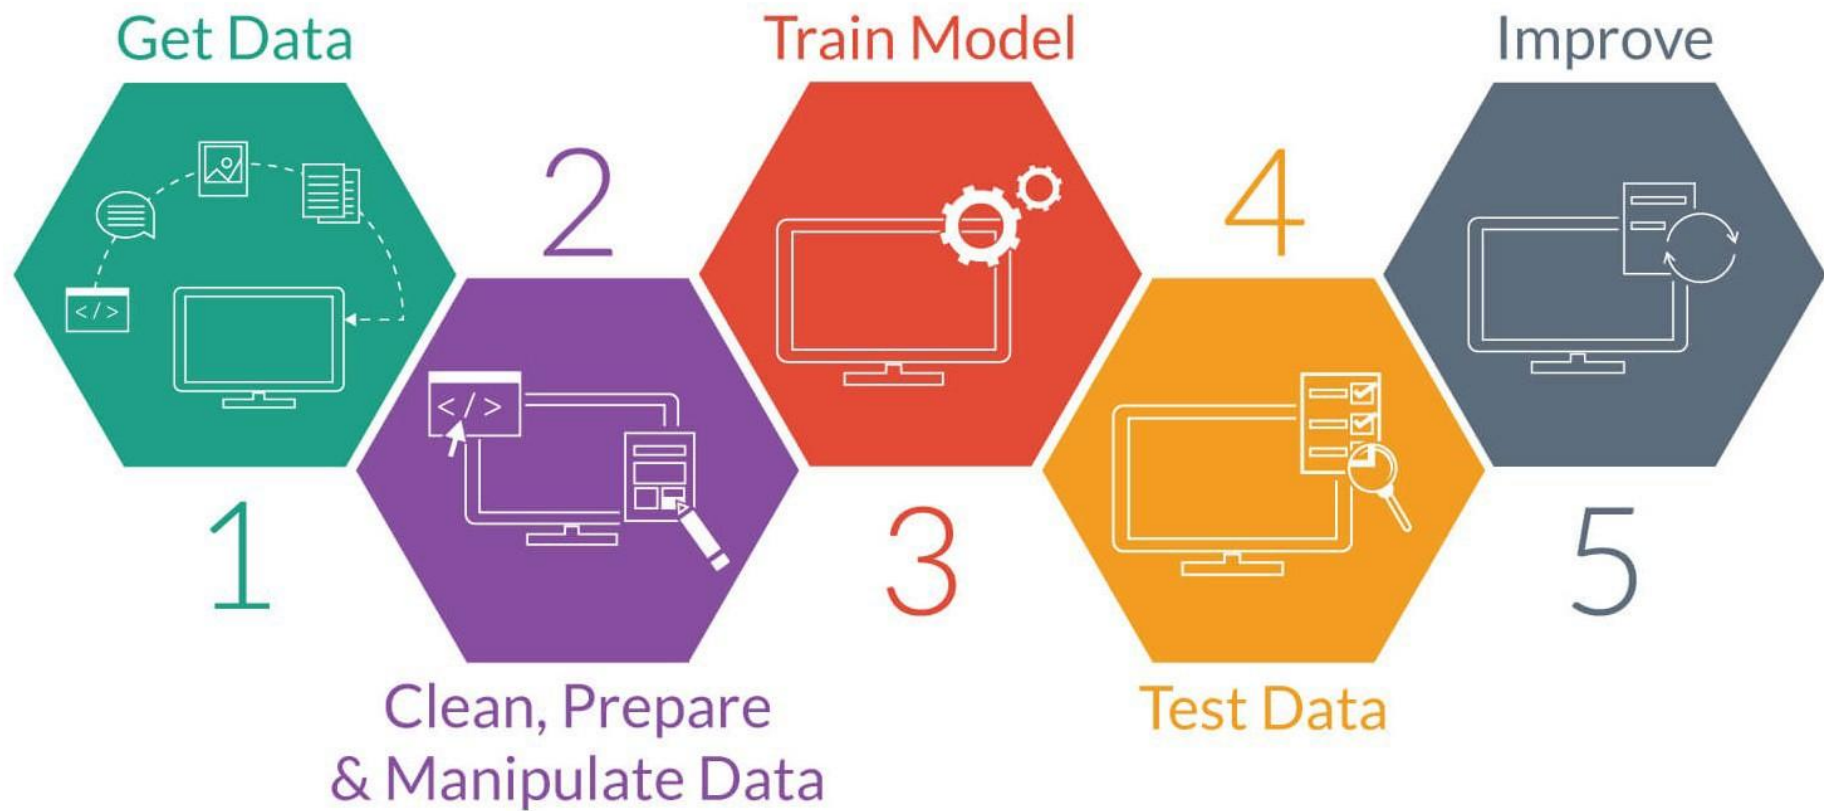 Get Data
1
2
Clean, Prepare
& Manipulate Data
Train Model
3
4
Test Data
Improve
5
</>
</>